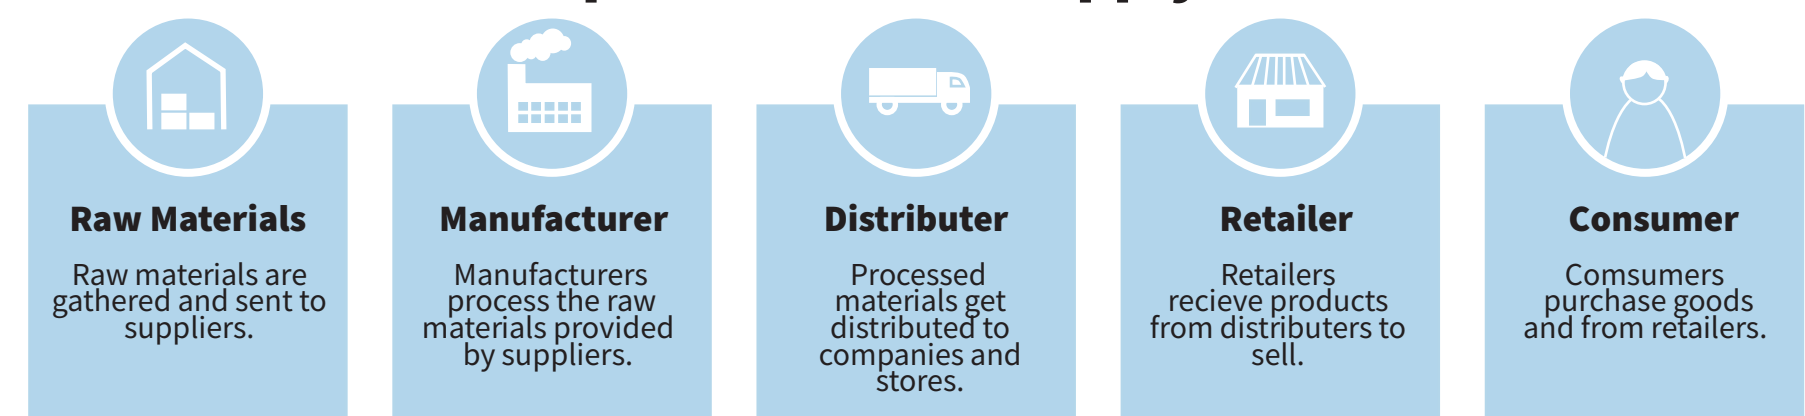 Raw Materials
Raw materials are
gathered and sent to
suppliers.
Manufacturer
Manufacturers
process the raw
materials provided
by suppliers.
Distributer
Processed
materials get
distributed to
companies and
stores.
Retailer
Retailers
recieve products
from distributers to
sell.
Consumer
Comsumers
purchase goods
and from retailers.